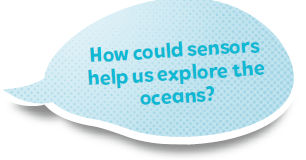 How could sensors
help us explore the
oceans?